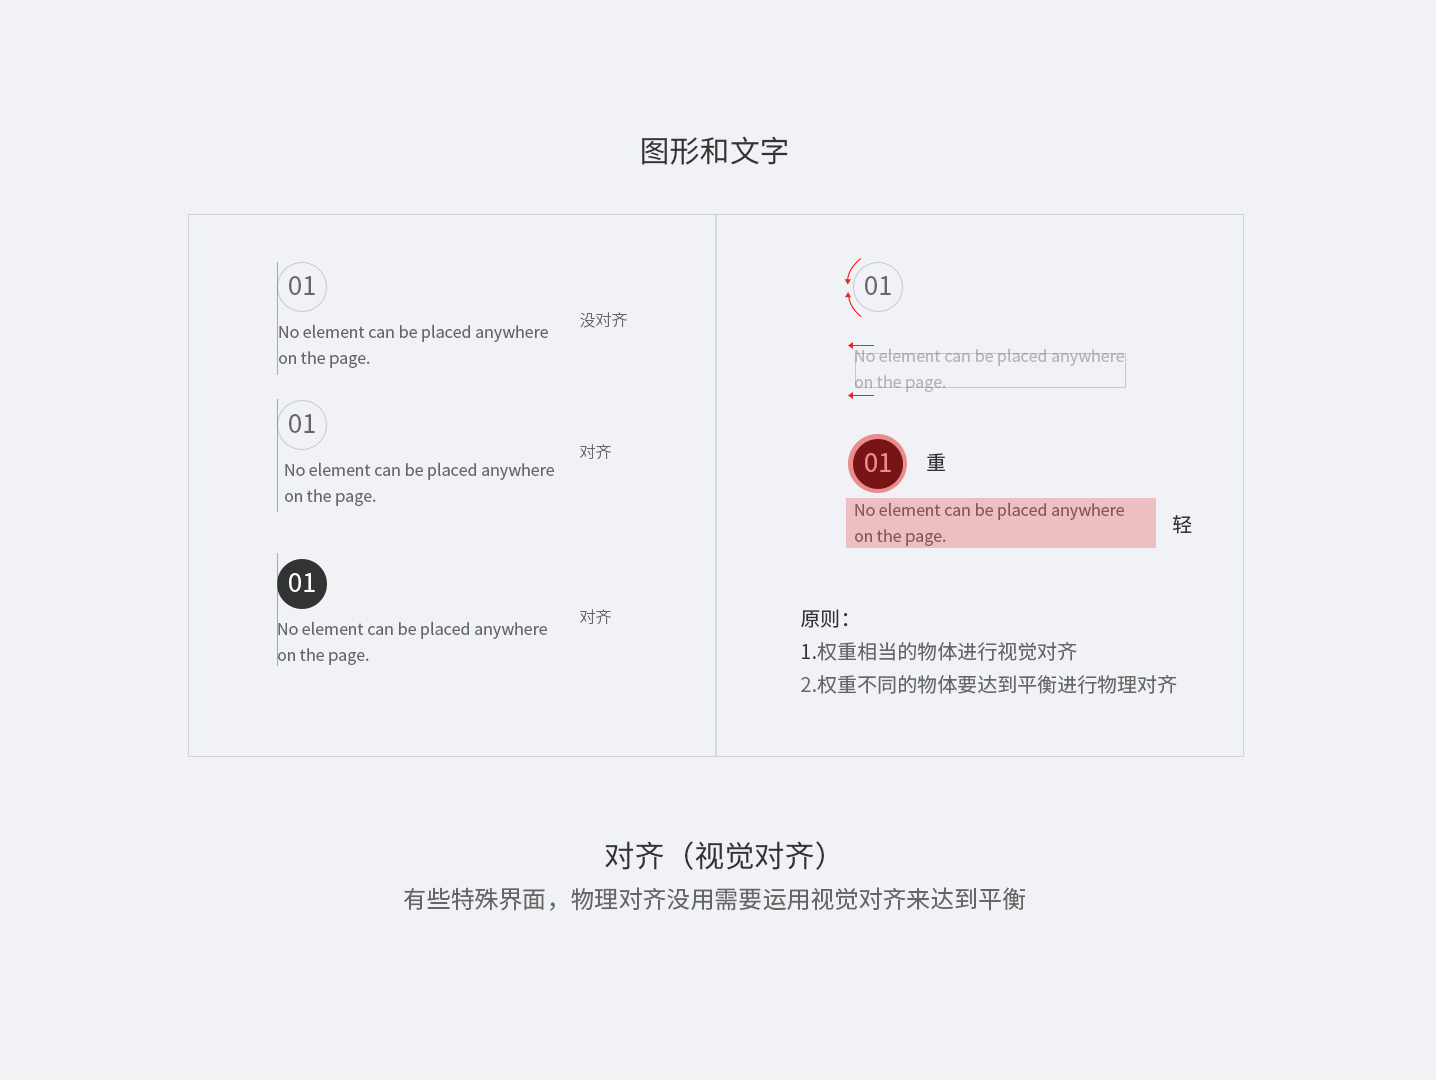 图形和文字
01
No element can be placed anywhere
on the page.
没对齐
01
No element can be placed anywhere
on the page.
对齐
01
No element can be placed anywhere
on the page.
对齐
01
No element can be placed anywhere
on the page.
01
重
No element can be placed anywhere
on the page.
轻
原则：
1.权重相当的物体进行视觉对齐
2.权重不同的物体要达到平衡进行物理对齐
对齐（视觉对齐）
有些特殊界面，物理对齐没用需要运用视觉对齐来达到平衡